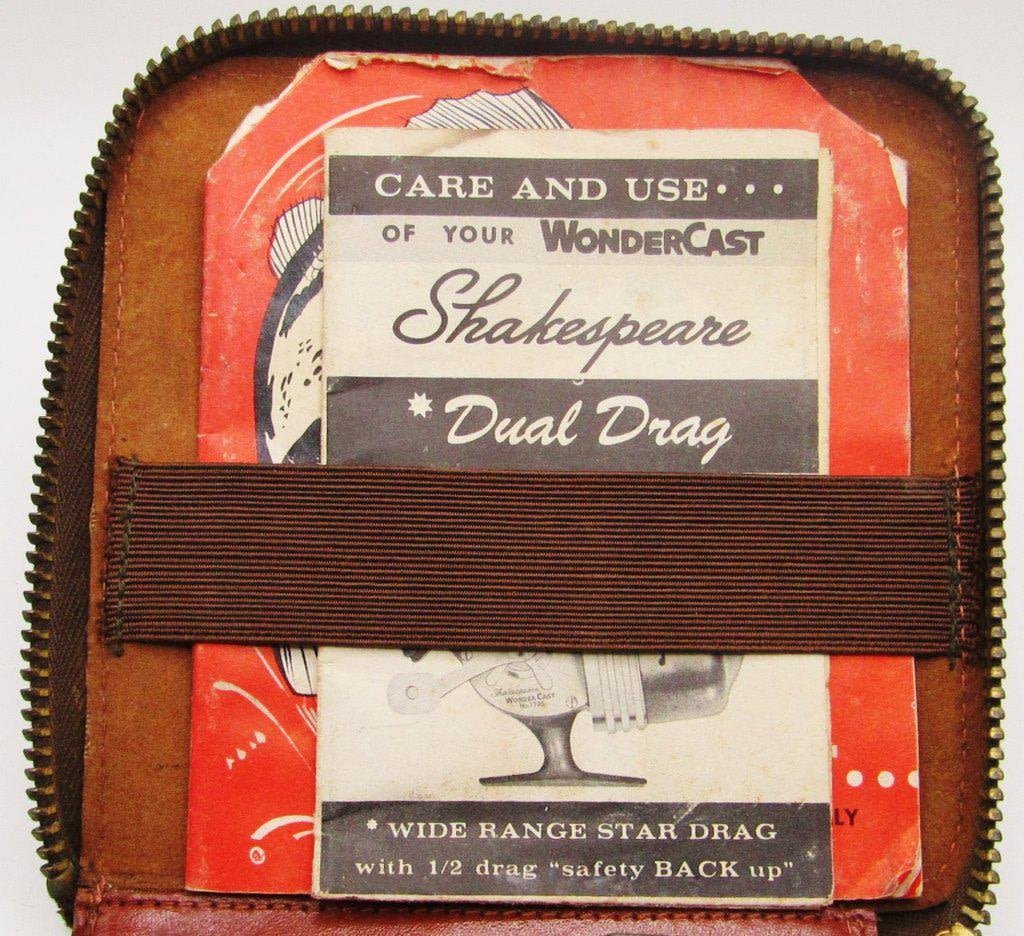 CARE AND USE...
OF YOUR WONDERCAST
Shakespeare
*Dual Drag
Shakespeare
WONDERCAST
No. 1795
* WIDE RANGE STAR DRAG
with 1/2 drag "safety BACK up"
LY